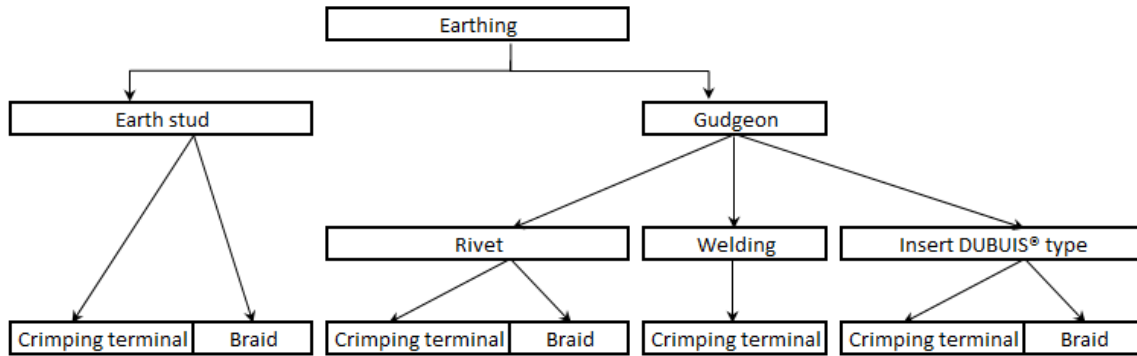 Earthing
Earth stud
Gudgeon
Rivet
Welding
Insert DUBUIS® type
Crimping terminal
Braid
Crimping terminal
Braid
Crimping terminal
Crimping terminal
Braid